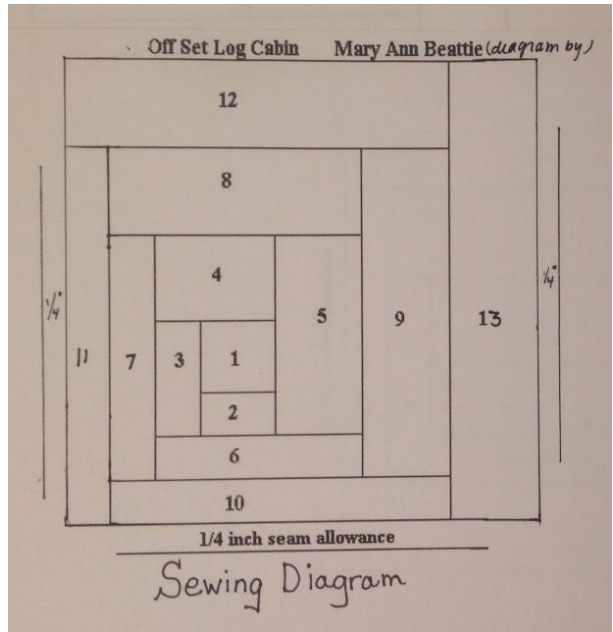 Off Set Log Cabin Mary Ann Beattie (diagram by)
12
8
4
1/4"
11 7 3 1 5 9 13
1/4"
2
6
10
1/4 inch seam allowance
Sewing Diagram